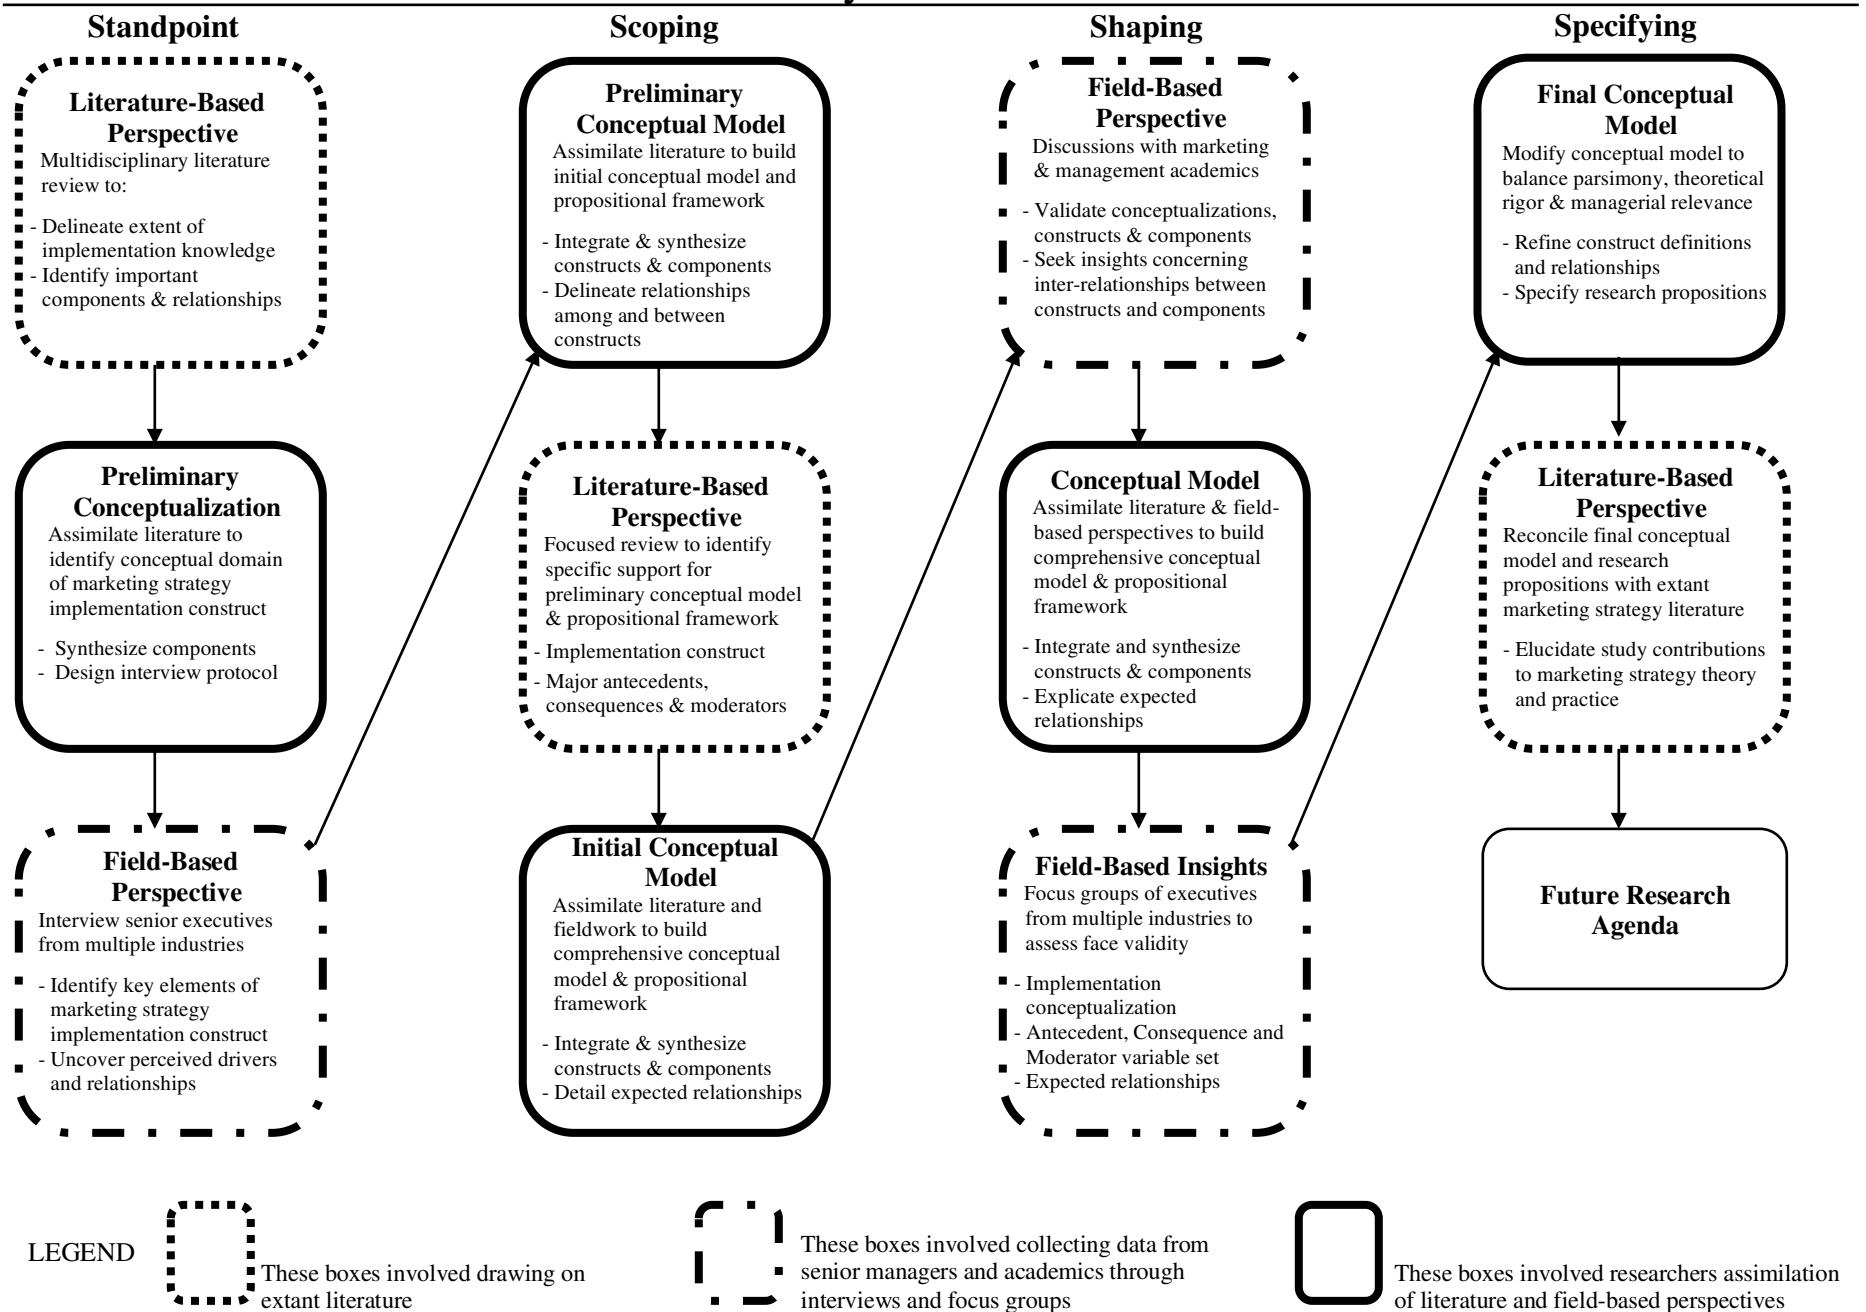 Standpoint
Literature-Based
Perspective
Multidisciplinary literature
review to:
- Delineate extent of
implementation knowledge
- Identify important
components & relationships
Preliminary
Conceptualization
Assimilate literature to
identify conceptual domain
of marketing strategy
implementation construct
- Synthesize components
- Design interview protocol
Field-Based
Perspective
Interview senior executives
from multiple industries
- Identify key elements of
marketing strategy
implementation construct
- Uncover perceived drivers
and relationships
Scoping
Preliminary
Conceptual Model
Assimilate literature to build
initial conceptual model and
propositional framework
- Integrate & synthesize
constructs & components
- Delineate relationships
among and between
constructs
Literature-Based
Perspective
Focused review to identify
specific support for
preliminary conceptual model
& propositional framework
- Implementation construct
- Major antecedents,
consequences & moderators
Initial Conceptual
Model
Assimilate literature and
fieldwork to build
comprehensive conceptual
model & propositional
framework
- Integrate & synthesize
constructs & components
- Detail expected relationships
Shaping
Field-Based
Perspective
Discussions with marketing
& management academics
- Validate conceptualizations,
constructs & components
- Seek insights concerning
inter-relationships between
constructs and components
Conceptual Model
Assimilate literature & field-
based perspectives to build
comprehensive conceptual
model & propositional
framework
- Integrate and synthesize
constructs & components
- Explicate expected
relationships
Field-Based Insights
Focus groups of executives
from multiple industries to
assess face validity
- Implementation
conceptualization
- Antecedent, Consequence and
Moderator variable set
- Expected relationships
Specifying
Final Conceptual
Model
Modify conceptual model to
balance parsimony, theoretical
rigor & managerial relevance
- Refine construct definitions
and relationships
- Specify research propositions
Literature-Based
Perspective
Reconcile final conceptual
model and research
propositions with extant
marketing strategy literature
- Elucidate study contributions
to marketing strategy theory
and practice
Future Research
Agenda
LEGEND
These boxes involved drawing on
extant literature
These boxes involved collecting data from
senior managers and academics through
interviews and focus groups
These boxes involved researchers assimilation
of literature and field-based perspectives